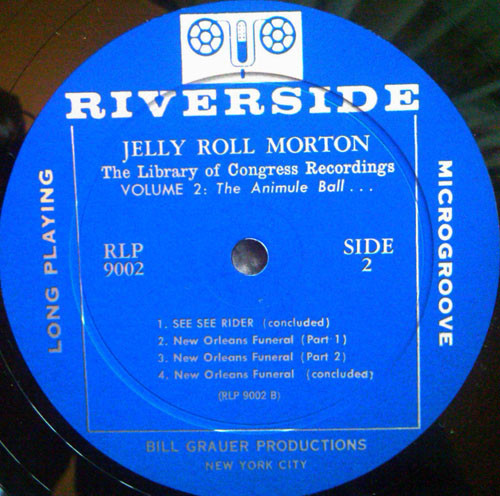 RIVERSIDE
JELLY ROLL MORTON
The Library of Congress Recordings
VOLUME 2: The Animule Ball . . .
LONG PLAYING
MICROGROOVE
RLP
9002
SIDE
2
1. SEE SEE RIDER (concluded)
2. New Orleans Funeral (Part 1)
3. New Orleans Funeral (Part 2)
4. New Orleans Funeral (concluded)
(RLP 9002 B)
BILL GRAUER PRODUCTIONS
NEW YORK CITY